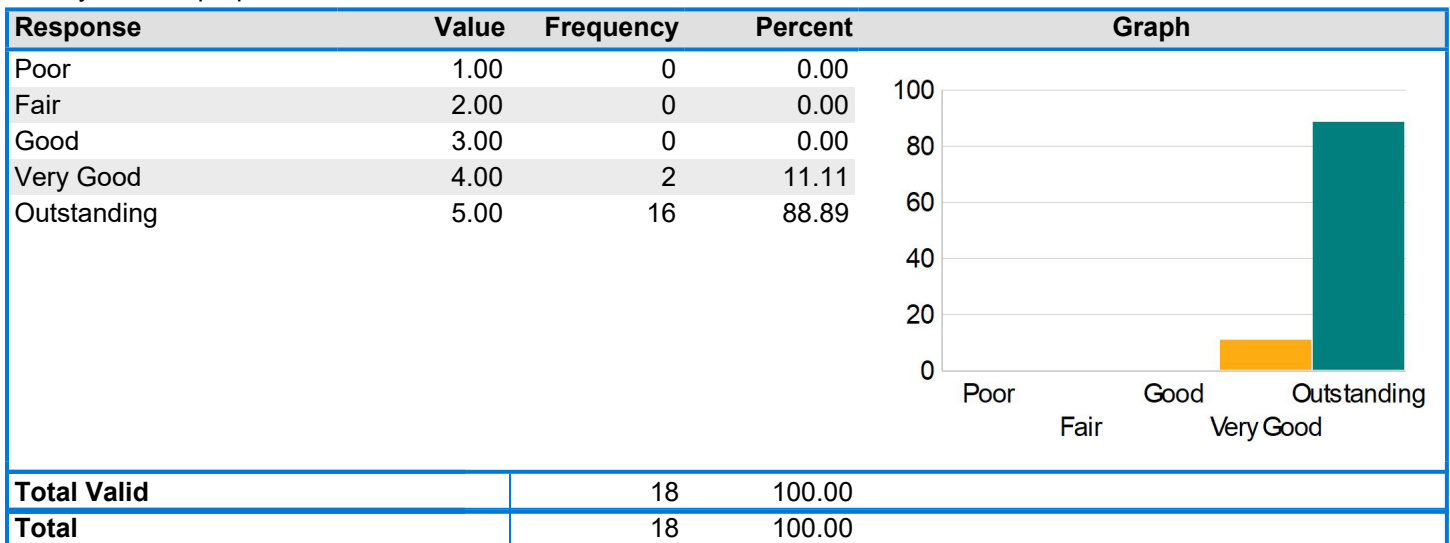 Response Value Frequency Percent Graph
Poor 1.00 0 0.00
Fair 2.00 0 0.00
Good 3.00 0 0.00
Very Good 4.00 2 11.11
Outstanding 5.00 16 88.89
100
80
60
40
20
0
Poor Good Outstanding
Fair Very Good
Total Valid 18 100.00
Total 18 100.00